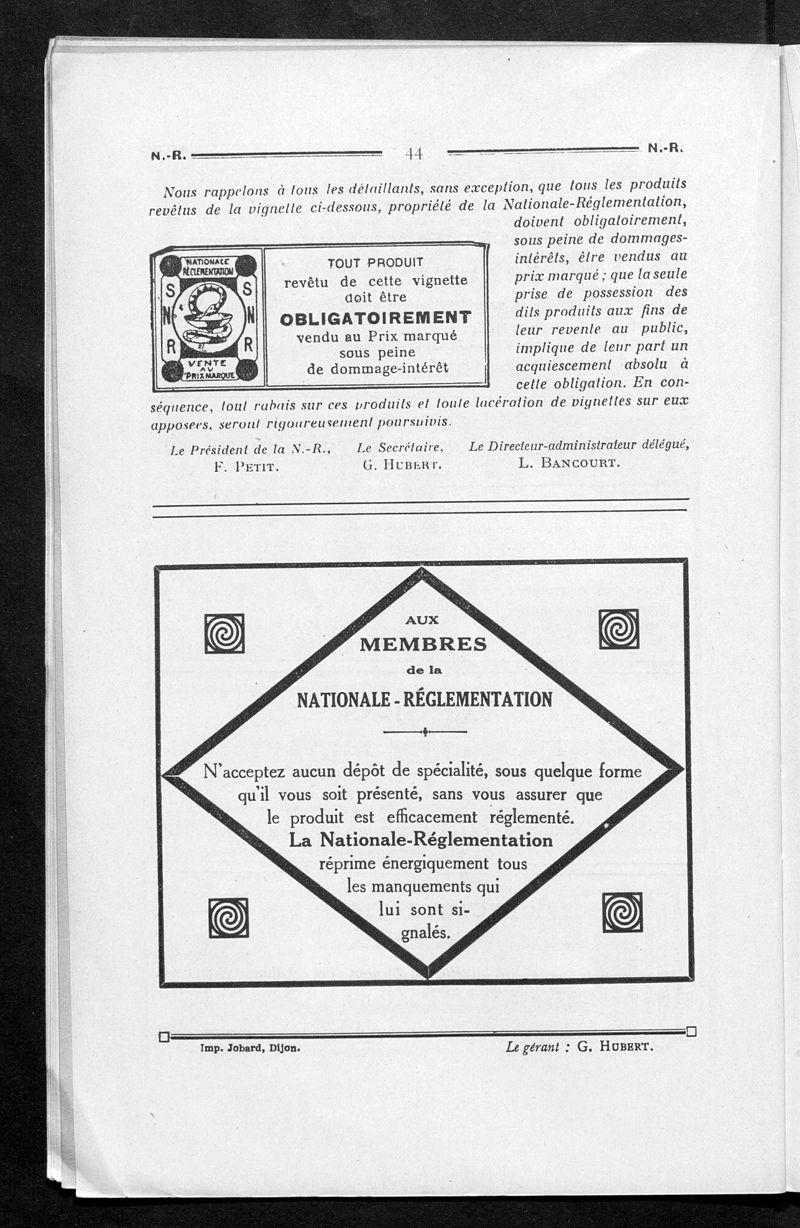 N.-R. 44 N.-R.
Nous rappelons à tous les détaillants, sans exception, que tous les produits
revêtus de la vignette ci-dessous, propriété de la Nationale-Réglementation,
doivent obligatoirement,
sous peine de dommages-
intérêts, être vendus au
prix marqué ; que la seule
prise de possession des
dits produits aux fins de
leur revente au public,
implique de leur part un
acquiescement absolu à
cette obligation. En con-
NATIONALE
RÉGLEMENTATION
S S
N N
R R
VENTE
AU
PRIX MARQUÉ
TOUT PRODUIT
revêtu de cette vignette
doit être
OBLIGATOIREMENT
vendu au Prix marqué
sous peine
de dommage-intérêt
séquence, tout rabais sur ces produits et toute lacération de vignettes sur eux
apposées, seront rigoureusement poursuivis.
Le Président de la N.-R., Le Secrétaire, Le Directeur-administrateur délégué,
F. PETIT. G. HUBERT. L. BANCOURT.
AUX
MEMBRES
de la
NATIONALE-RÉGLEMENTATION
N'acceptez aucun dépôt de spécialité, sous quelque forme
qu'il vous soit présenté, sans vous assurer que
le produit est efficacement réglementé.
La Nationale-Réglementation
réprime énergiquement tous
les manquements qui
lui sont si-
gnalés.
Imp. Jobard, Dijon. Le gérant : G. HUBERT.